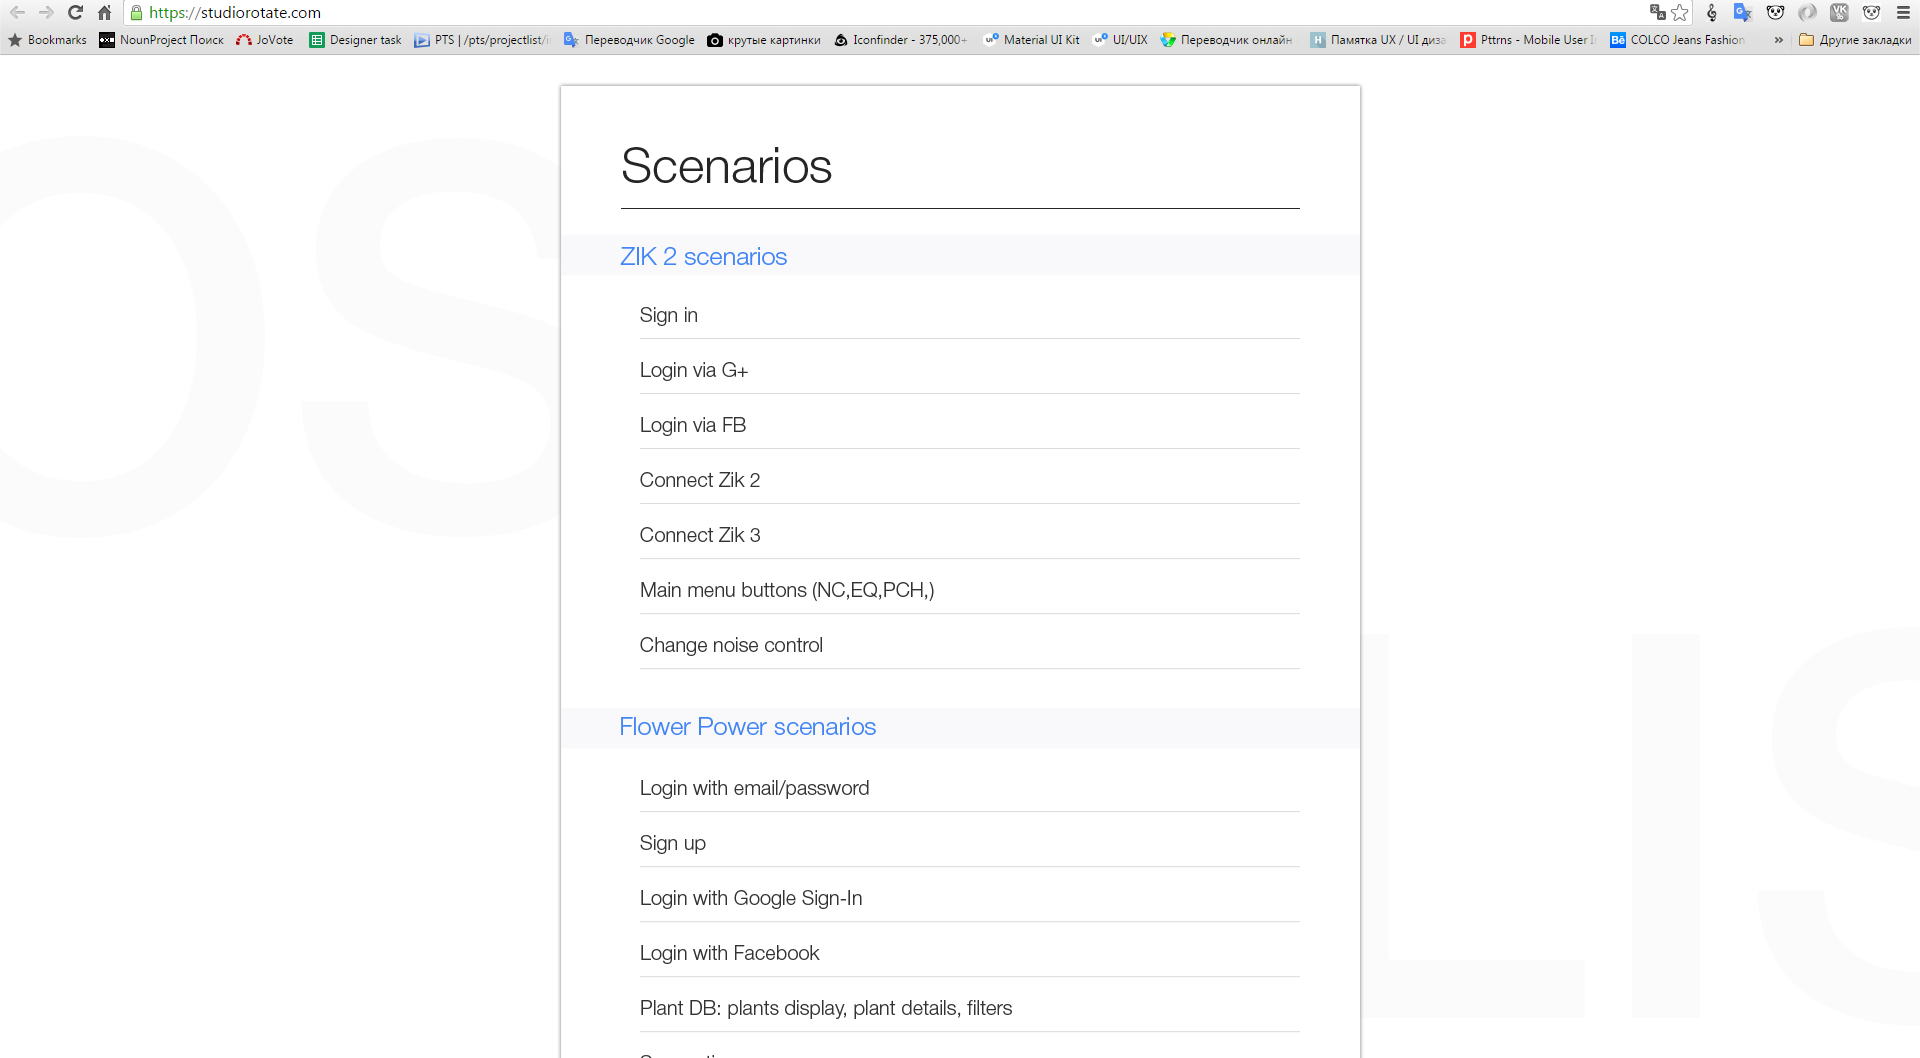 https://studiorotate.com
Bookmarks NounProject Поиск JoVote Designer task PTS | /pts/projectlist/ Переводчик Google крутые картинки Iconfinder - 375,000+ Material UI Kit UI/UIX Переводчик онлайн Памятка UX / UI диза Pttrns - Mobile User COLCO Jeans Fashion » Другие закладки
OS
Scenarios
ZIK 2 scenarios
Sign in
Login via G+
Login via FB
Connect Zik 2
Connect Zik 3
Main menu buttons (NC,EQ,PCH,)
Change noise control
LIS
Flower Power scenarios
Login with email/password
Sign up
Login with Google Sign-In
Login with Facebook
Plant DB: plants display, plant details, filters